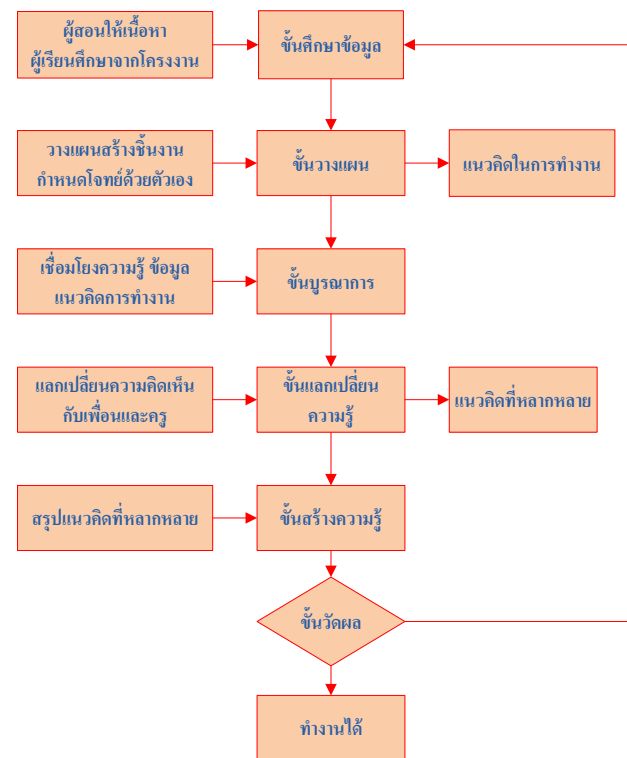 ผู้สอนให้เนื้อหา
ผู้เรียนศึกษาจากโครงงาน
ขั้นศึกษาข้อมูล
วางแผนสร้างชิ้นงาน
กำหนดโจทย์ด้วยตัวเอง
ขั้นวางแผน
แนวคิดในการทำงาน
เชื่อมโยงความรู้ ข้อมูล
แนวคิดการทำงาน
ขั้นบูรณาการ
แลกเปลี่ยนความคิดเห็น
กับเพื่อนและครู
ขั้นแลกเปลี่ยน
ความรู้
แนวคิดที่หลากหลาย
สรุปแนวคิดที่หลากหลาย
ขั้นสร้างความรู้
ขั้นวัดผล
ทำงานได้